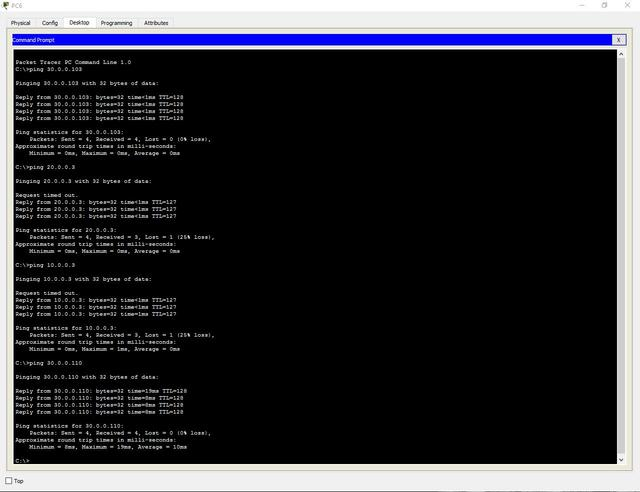 PC6
Physical Config Desktop Programming Attributes
Command Prompt X
Packet Tracer PC Command Line 1.0
C:\>ping 30.0.0.103
Pinging 30.0.0.103 with 32 bytes of data:
Reply from 30.0.0.103: bytes=32 time<1ms TTL=128
Reply from 30.0.0.103: bytes=32 time<1ms TTL=128
Reply from 30.0.0.103: bytes=32 time<1ms TTL=128
Reply from 30.0.0.103: bytes=32 time<1ms TTL=128
Ping statistics for 30.0.0.103:
Packets: Sent = 4, Received = 4, Lost = 0 (0% loss),
Approximate round trip times in milli-seconds:
Minimum = 0ms, Maximum = 0ms, Average = 0ms
C:\>ping 20.0.0.3
Pinging 20.0.0.3 with 32 bytes of data:
Request timed out.
Reply from 20.0.0.3: bytes=32 time<1ms TTL=127
Reply from 20.0.0.3: bytes=32 time<1ms TTL=127
Reply from 20.0.0.3: bytes=32 time<1ms TTL=127
Ping statistics for 20.0.0.3:
Packets: Sent = 4, Received = 3, Lost = 1 (25% loss),
Approximate round trip times in milli-seconds:
Minimum = 0ms, Maximum = 0ms, Average = 0ms
C:\>ping 10.0.0.3
Pinging 10.0.0.3 with 32 bytes of data:
Request timed out.
Reply from 10.0.0.3: bytes=32 time<1ms TTL=127
Reply from 10.0.0.3: bytes=32 time<1ms TTL=127
Reply from 10.0.0.3: bytes=32 time=1ms TTL=127
Ping statistics for 10.0.0.3:
Packets: Sent = 4, Received = 3, Lost = 1 (25% loss),
Approximate round trip times in milli-seconds:
Minimum = 0ms, Maximum = 1ms, Average = 0ms
C:\>ping 30.0.0.110
Pinging 30.0.0.110 with 32 bytes of data:
Reply from 30.0.0.110: bytes=32 time=19ms TTL=128
Reply from 30.0.0.110: bytes=32 time=8ms TTL=128
Reply from 30.0.0.110: bytes=32 time=8ms TTL=128
Reply from 30.0.0.110: bytes=32 time=8ms TTL=128
Ping statistics for 30.0.0.110:
Packets: Sent = 4, Received = 4, Lost = 0 (0% loss),
Approximate round trip times in milli-seconds:
Minimum = 8ms, Maximum = 19ms, Average = 10ms
C:\>
Top